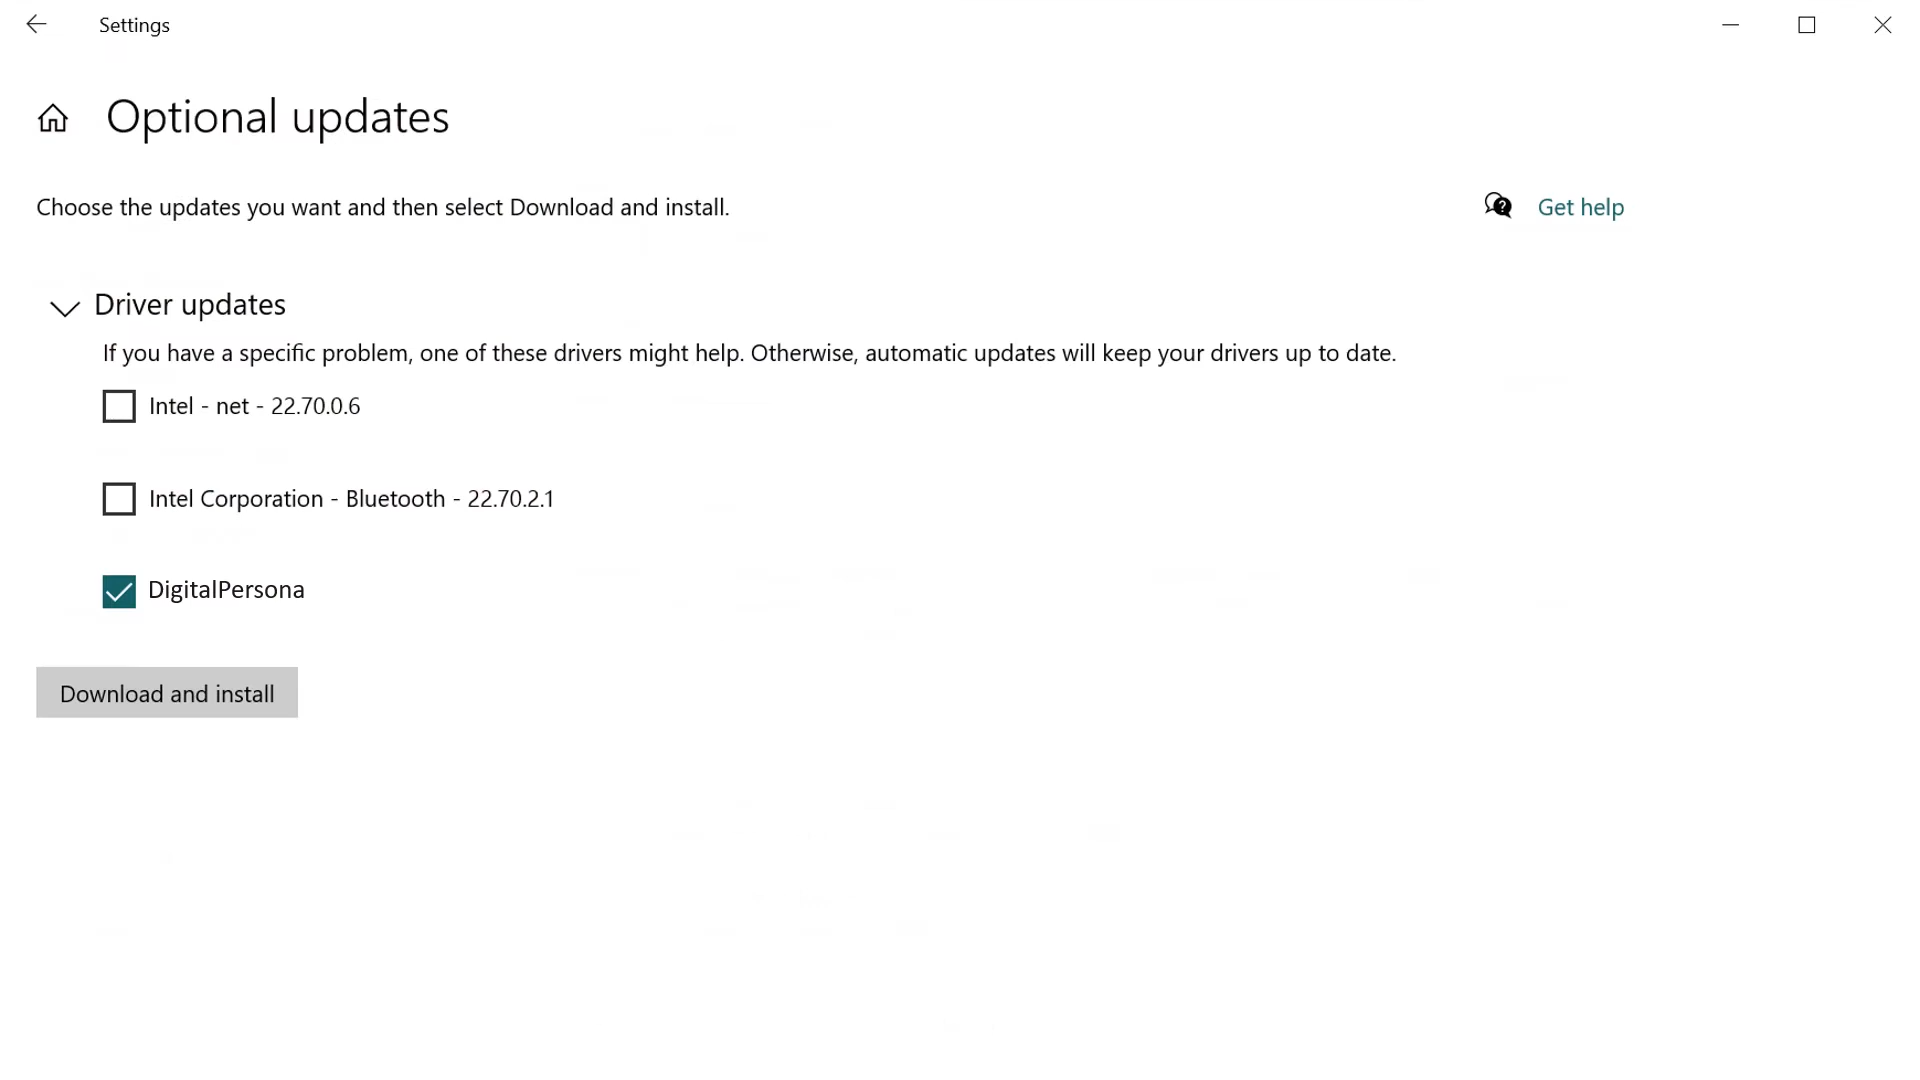 Settings
Optional updates
Choose the updates you want and then select Download and install.
Get help
Driver updates
If you have a specific problem, one of these drivers might help. Otherwise, automatic updates will keep your drivers up to date.
Intel - net - 22.70.0.6
Intel Corporation - Bluetooth - 22.70.2.1
DigitalPersona
Download and install